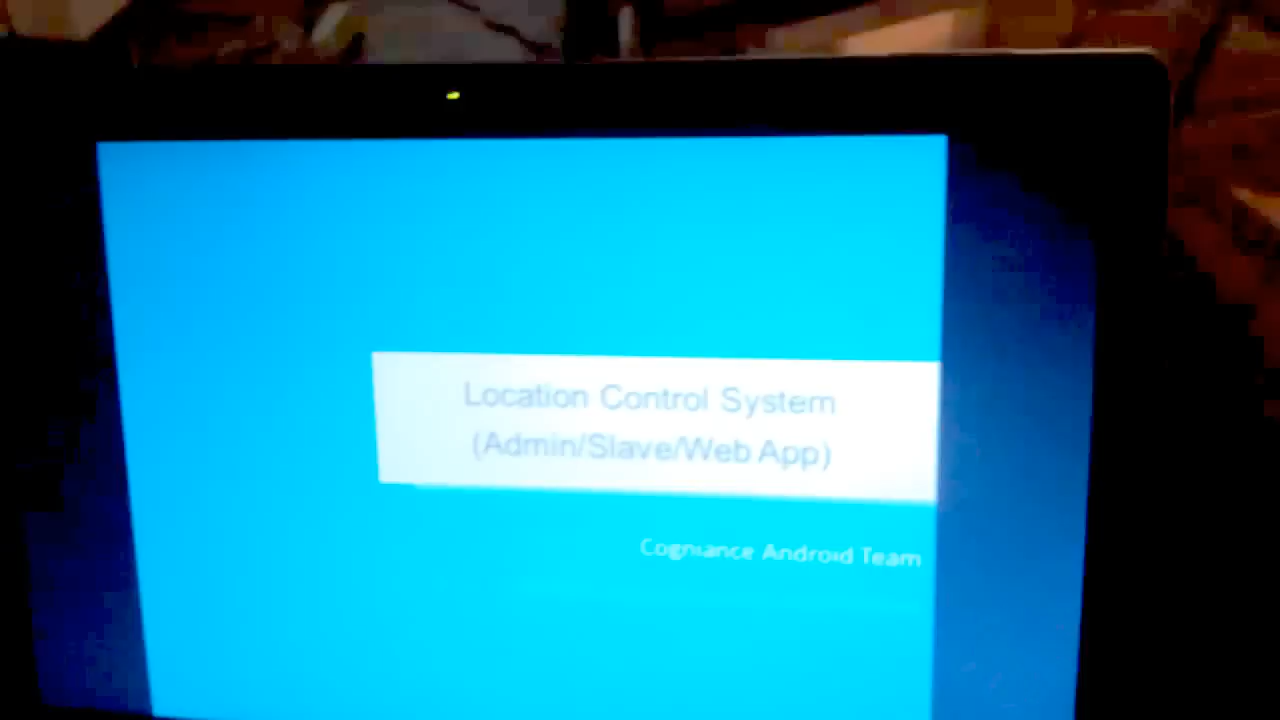 Location Control System
(Admin/Slave/Web App)
Cogniance Android Team